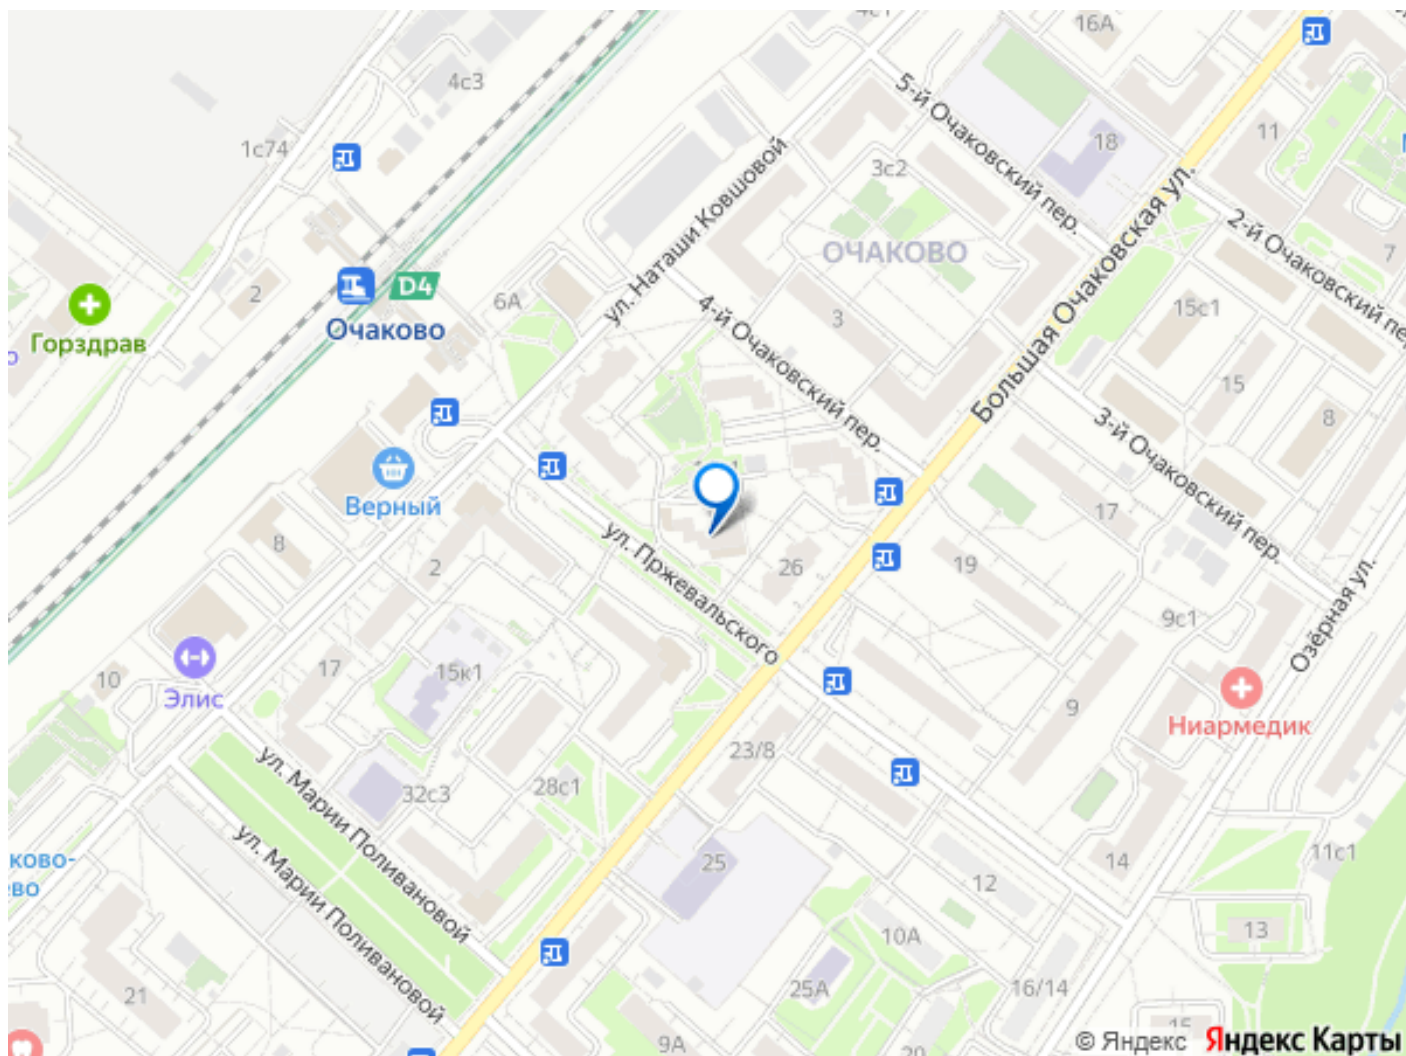 16А
4с3
5-й Очаковский пер.
11
1с74
18
3с2
ул. Наташи Ковшовой
Большая Очаковская ул.
2-й Очаковский пер
7
ОЧАКОВО
D4
2
6А
Очаково
4-й Очаковский пер.
3
15с1
Горздрав
15
8
3-й Очаковский пер.
Верный
17
8
2
ул. Пржевальского
26
19
9с1
Озёрная ул.
17
15к1
10
Элис
9
Ниармедик
23/8
ул. Марии Поливановой
32с3
28с1
ково-
ево
ул. Марии Поливановой
25
14
11с1
12
13
10А
21
25А
16/14
15
9А
20
© Яндекс Яндекс Карты